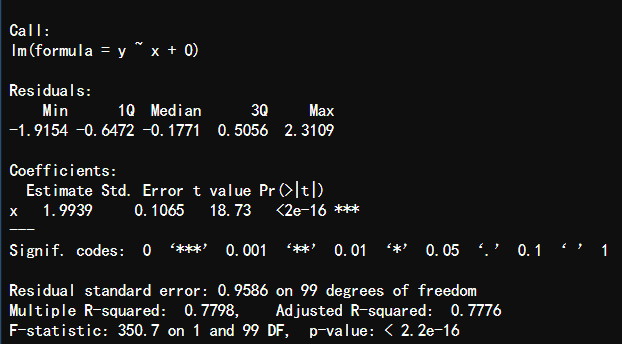 Call:
lm(formula = y ~ x + 0)
Residuals:
    Min      1Q  Median      3Q     Max
-1.9154 -0.6472 -0.1771  0.5056  2.3109
Coefficients:
  Estimate Std. Error t value Pr(>|t|)
x   1.9939     0.1065   18.73   <2e-16 ***
---
Signif. codes:  0 ‘***’ 0.001 ‘**’ 0.01 ‘*’ 0.05 ‘.’ 0.1 ‘ ’ 1
Residual standard error: 0.9586 on 99 degrees of freedom
Multiple R-squared:  0.7798,	Adjusted R-squared:  0.7776
F-statistic: 350.7 on 1 and 99 DF,  p-value: < 2.2e-16